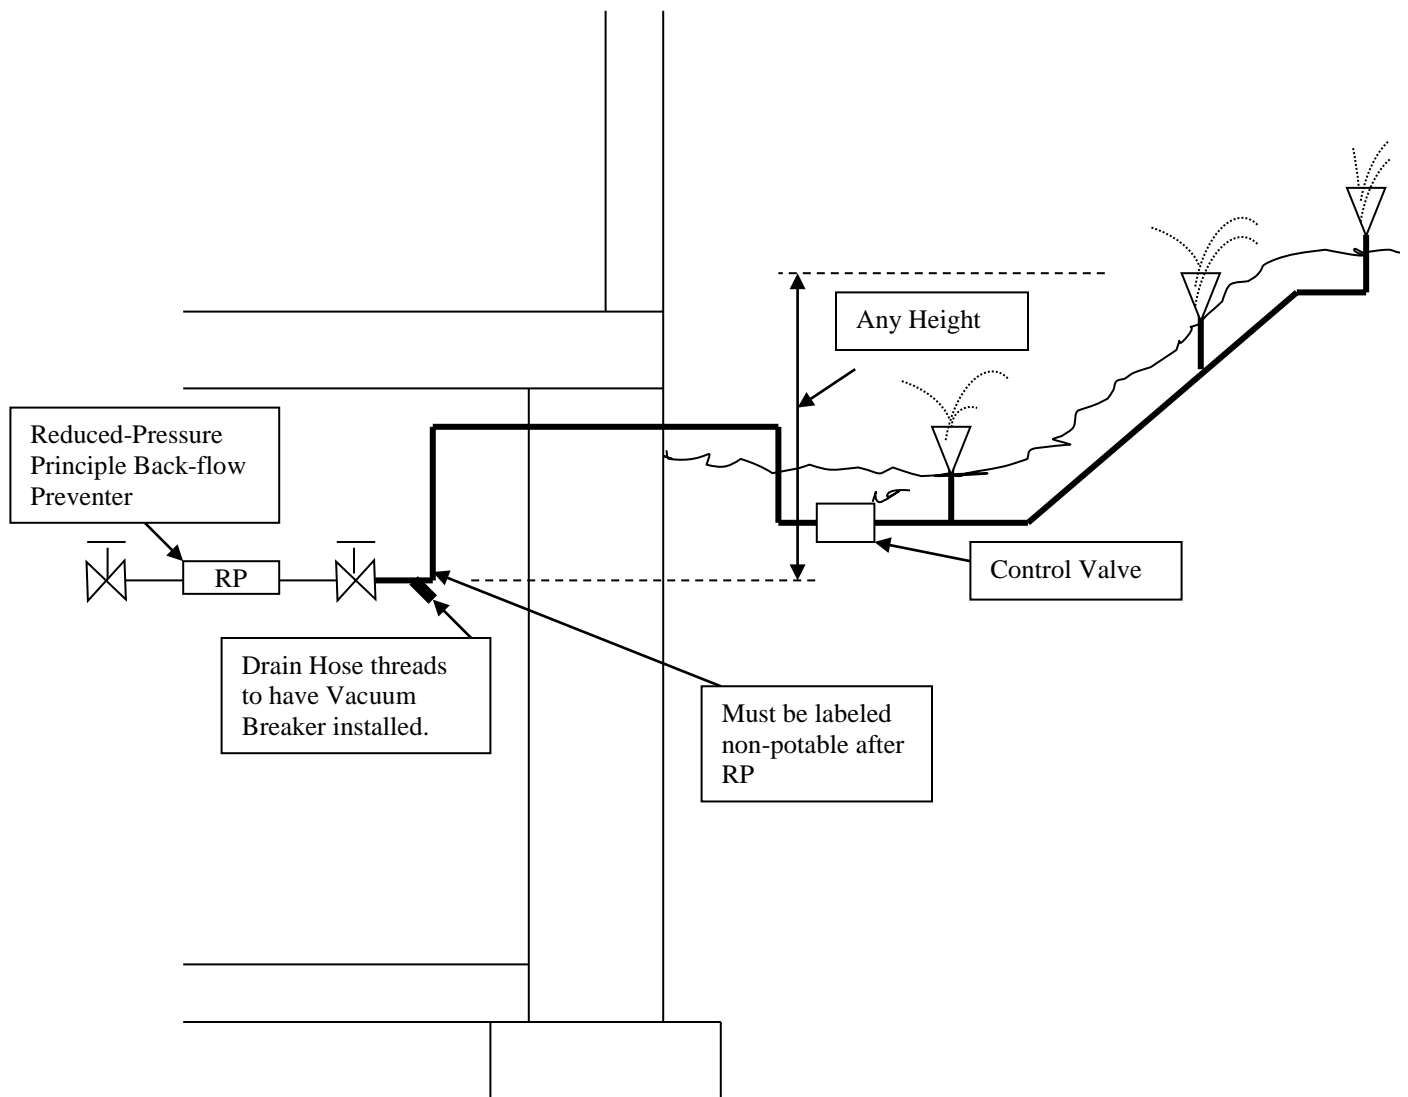 Any Height
Reduced-Pressure
Principle Back-flow
Preventer
RP
Control Valve
Drain Hose threads
to have Vacuum
Breaker installed.
Must be labeled
non-potable after
RP